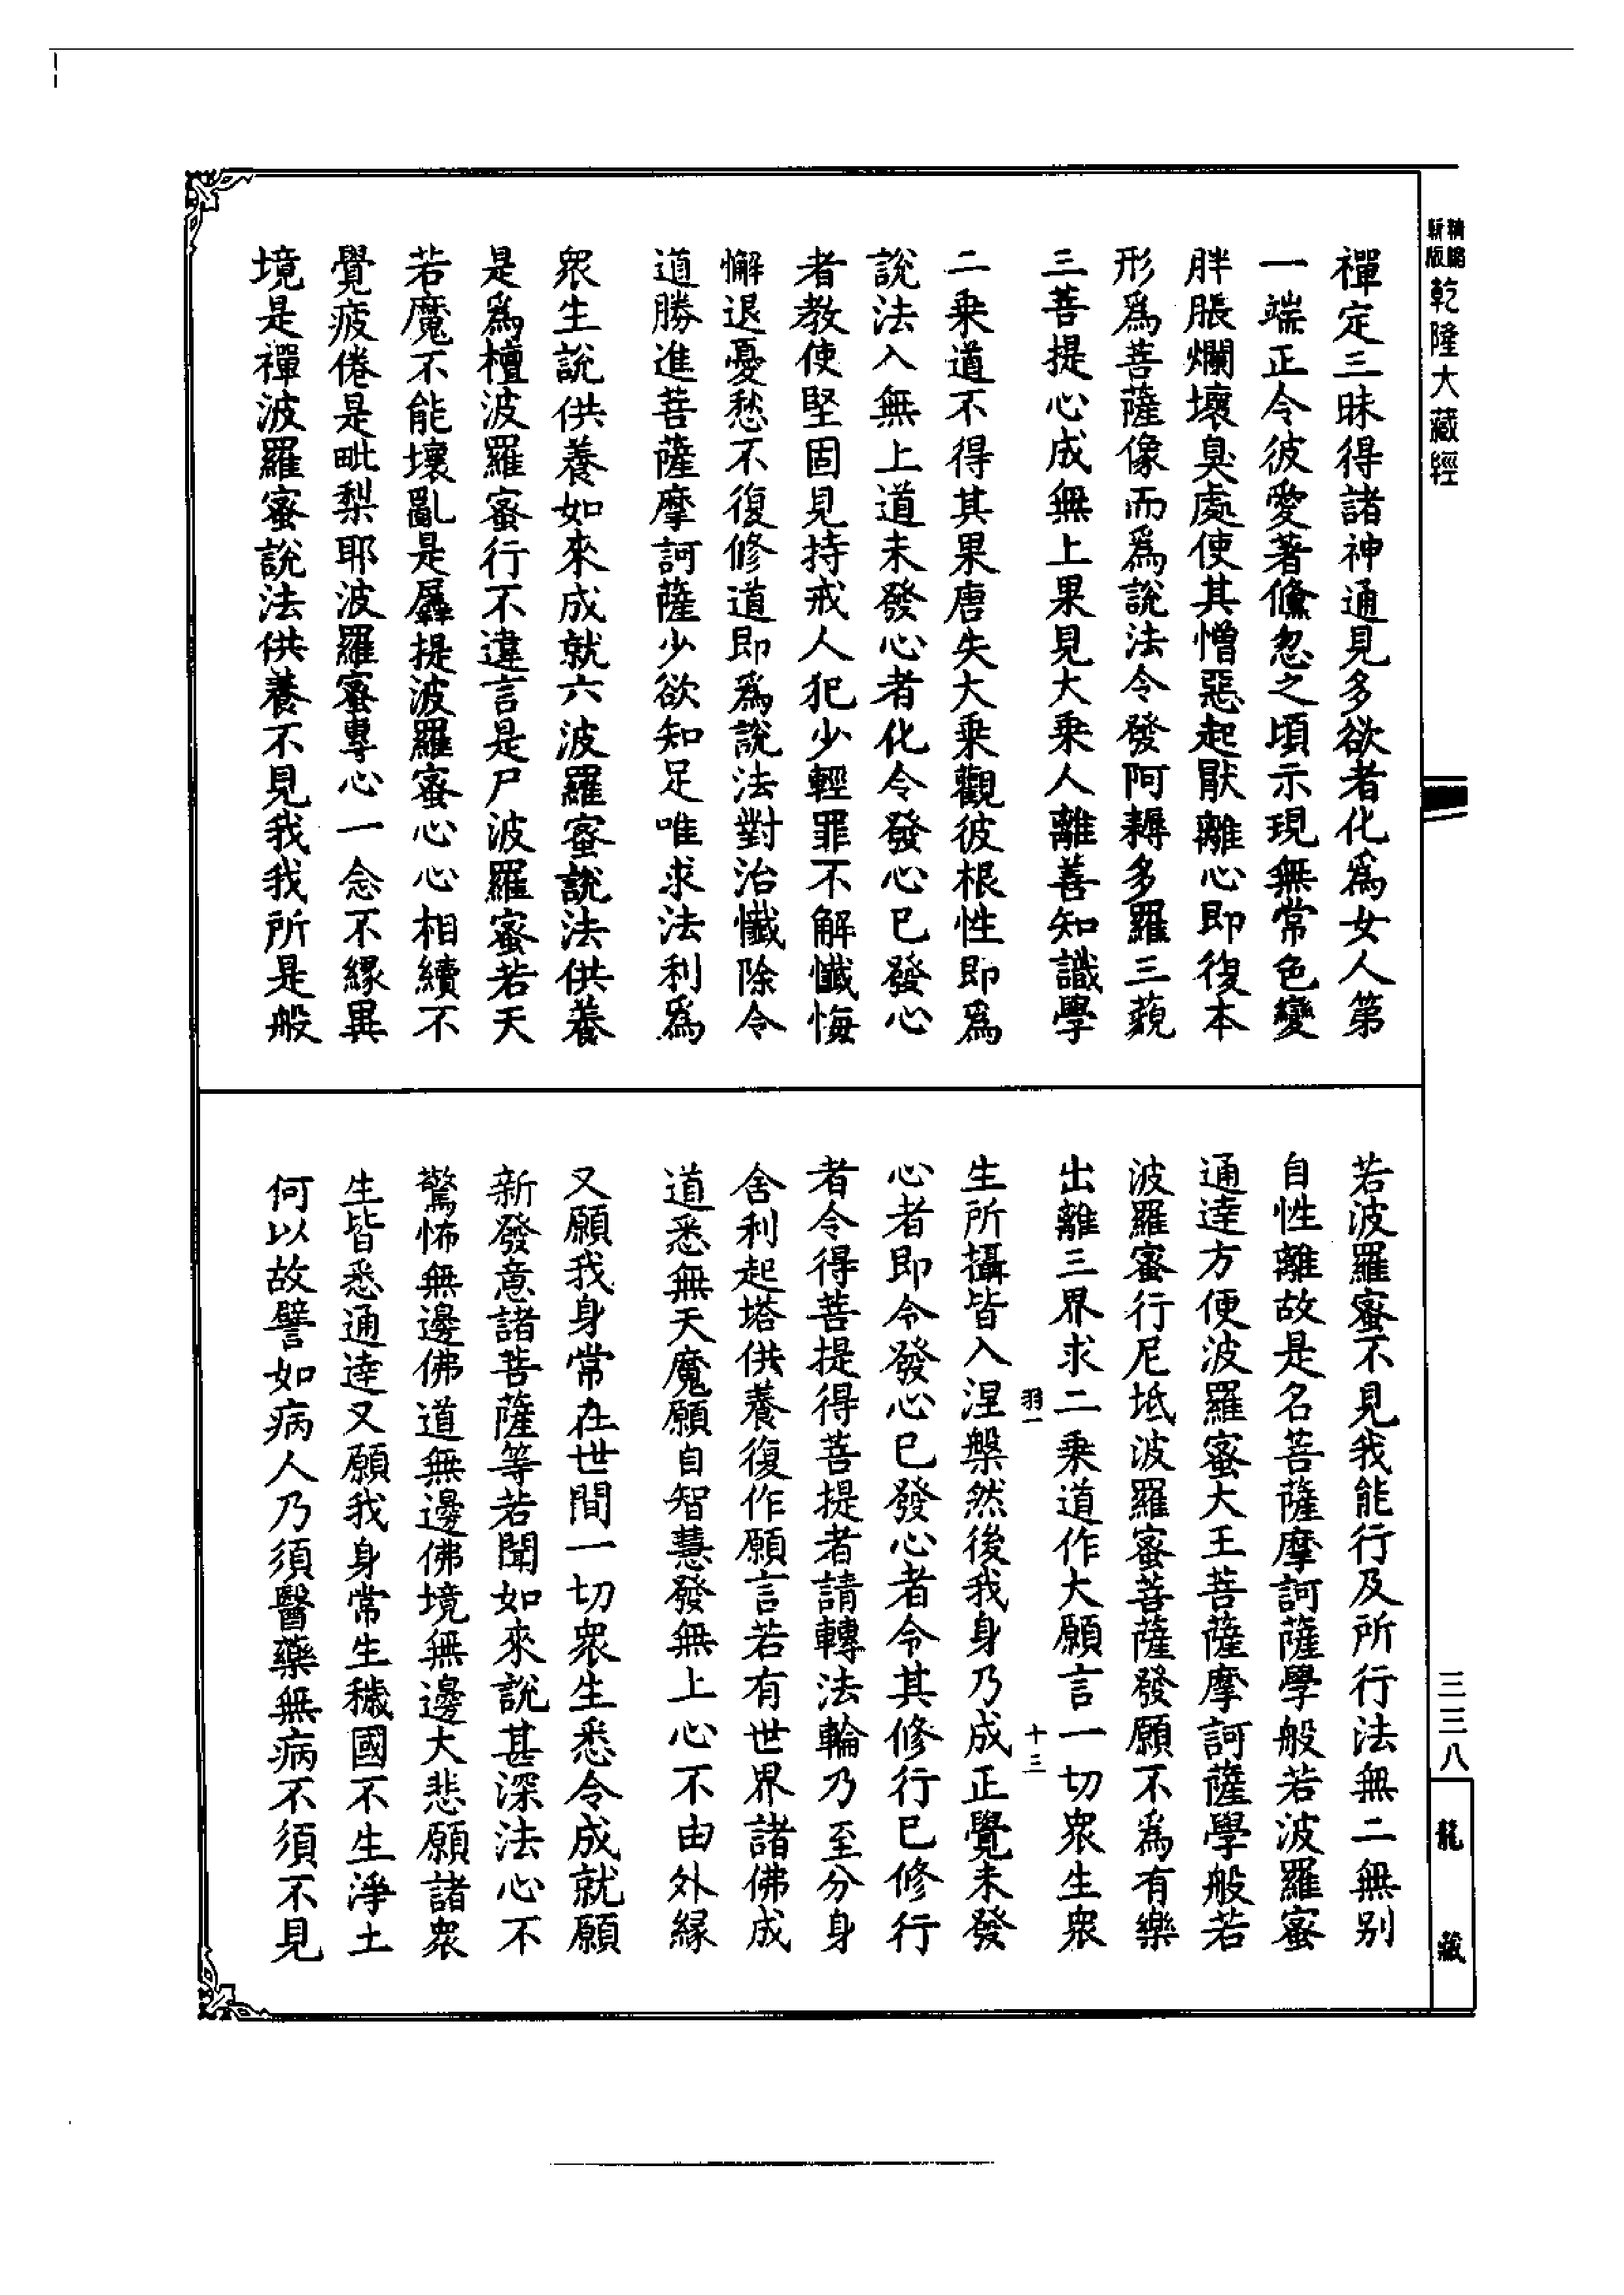 精縮新版
乾隆大藏經
禪定三昧得諸神通見多欲者化爲女人第
一端正令彼愛著儵忽之頃示現無常色變
胖脹爛壞臭處使其憎惡起猒離心即復本
形爲菩薩像而爲說法令發阿耨多羅三藐
三菩提心成無上果見大乘人離善知識學
二乘道不得其果唐失大乘觀彼根性即爲
說法入無上道未發心者化令發心已發心
者教使堅固見持戒人犯少輕罪不解懺悔
懈退憂愁不復修道即爲說法對治懺除令
道勝進菩薩摩訶薩少欲知足唯求法利爲
衆生說供養如來成就六波羅蜜說法供養
是爲檀波羅蜜行不違言是尸波羅蜜若天
若魔不能壞亂是羼提波羅蜜心心相續不
覺疲倦是毗梨耶波羅蜜專心一念不緣異
境是禪波羅蜜說法供養不見我我所是般
若波羅蜜不見我能行及所行法無二無别
自性離故是名菩薩摩訶薩學般若波羅蜜
通達方便波羅蜜大王菩薩摩訶薩學般若
波羅蜜行尼坻波羅蜜菩薩發願不爲有樂
出離三界求二乘道作大願言一切衆生衆
羽一
十三
生所攝皆入涅槃然後我身乃成正覺未發
心者即令發心已發心者令其修行已修行
者令得菩提得菩提者請轉法輪乃至分身
舍利起塔供養復作願言若有世界諸佛成
道悉無天魔願自智慧發無上心不由外緣
又願我身常在世間一切衆生悉令成就願
新發意諸菩薩等若聞如來說甚深法心不
驚怖無邊佛道無邊佛境無邊大悲願諸衆
生皆悉通達又願我身常生穢國不生淨土
何以故譬如病人乃須醫藥無病不須不見
三三八
龍藏